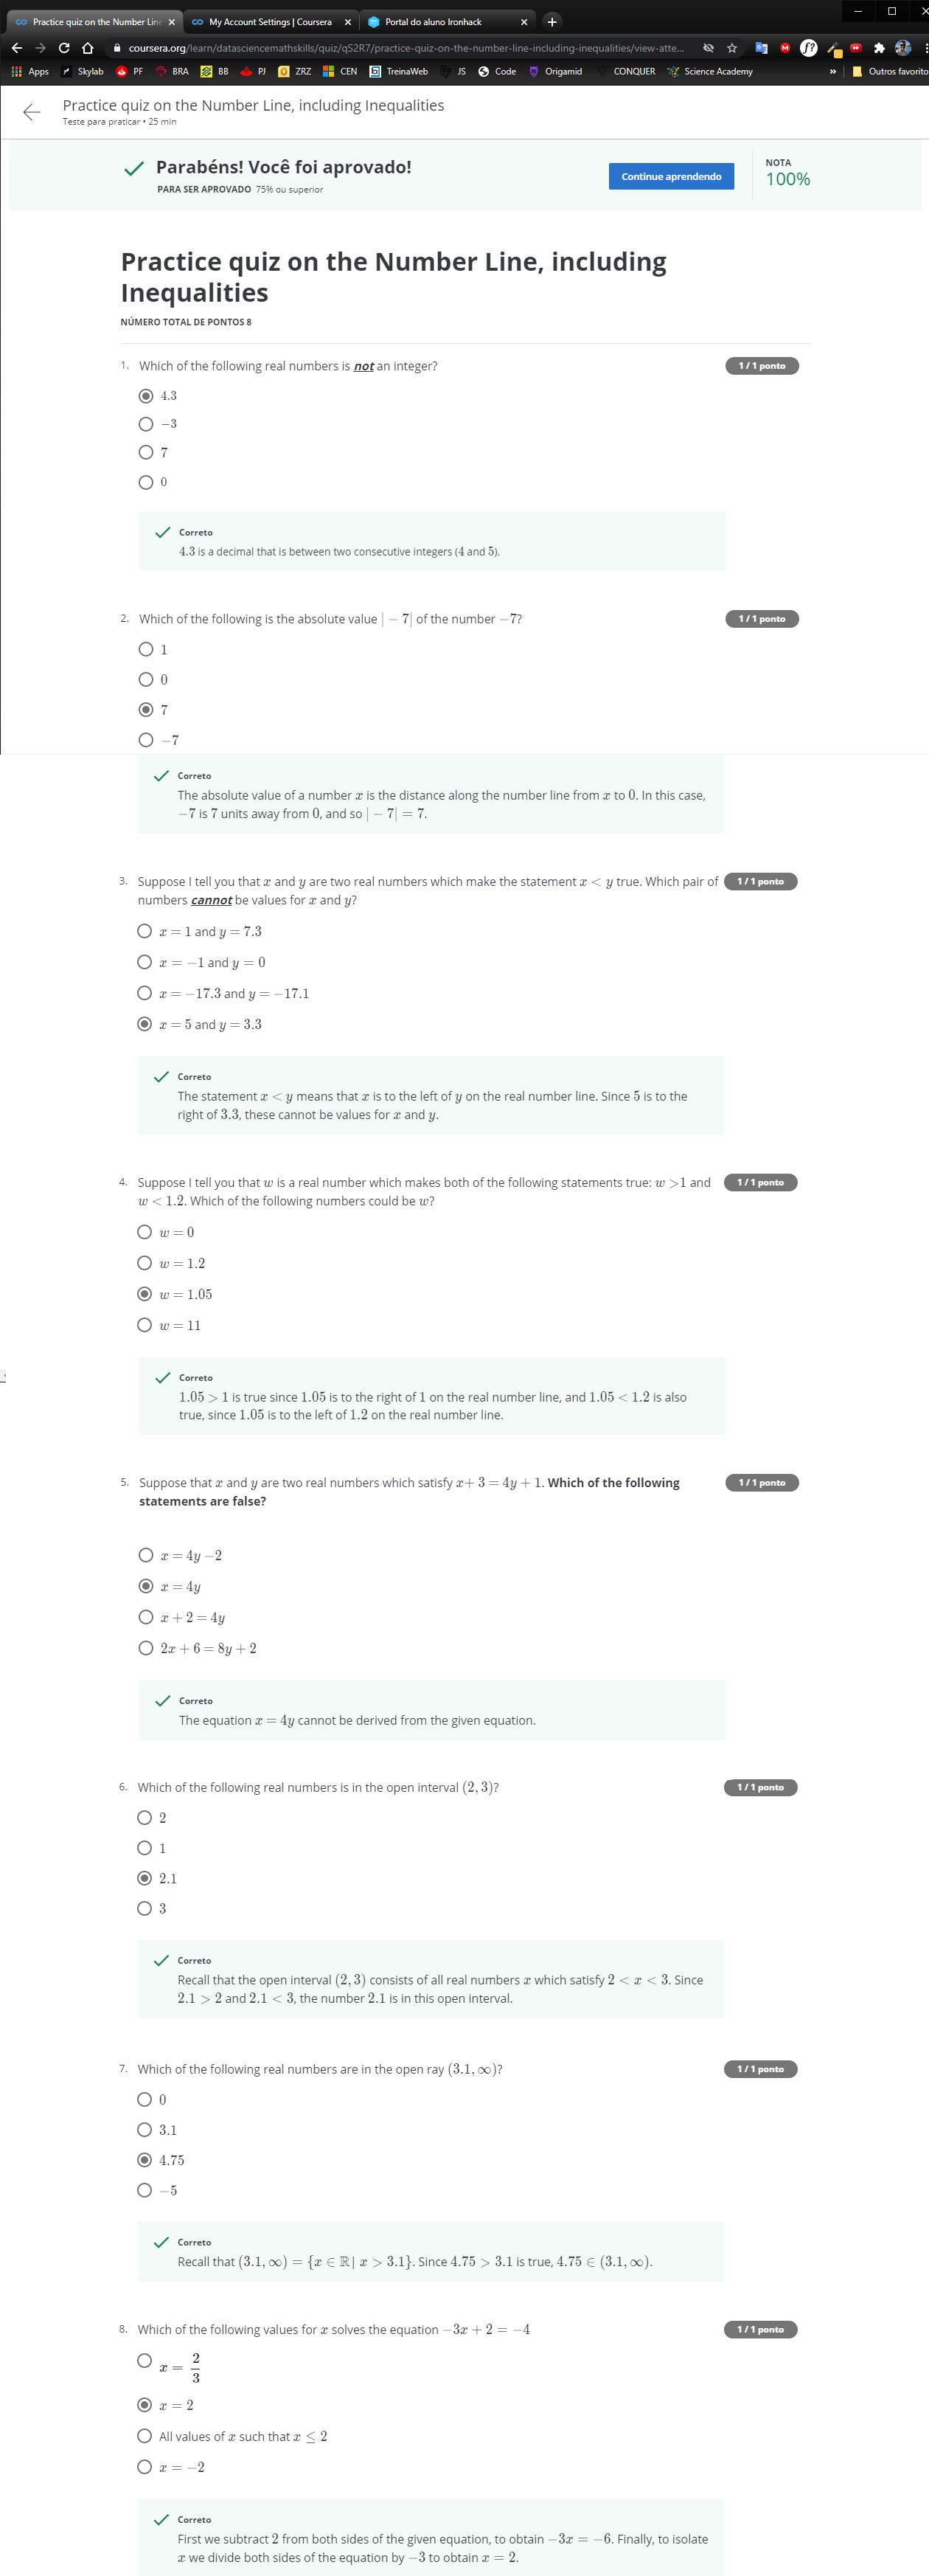 Practice quiz on the Number Line
My Account Settings | Coursera
Portal do aluno Ironhack
coursera.org/learn/datasciencemathskills/quiz/qS2R7/practice-quiz-on-the-number-line-including-inequalities/view-atte...
Apps Skylab PF BRA BB PJ ZRZ CEN TreinaWeb JS Code Origamid CONQUER Science Academy » Outros favorito
Practice quiz on the Number Line, including Inequalities
Teste para praticar • 25 min
Parabéns! Você foi aprovado!
PARA SER APROVADO 75% ou superior
Continue aprendendo
NOTA
100%
Practice quiz on the Number Line, including
Inequalities
NÚMERO TOTAL DE PONTOS 8
1. Which of the following real numbers is not an integer? 1 / 1 ponto
4.3
−3
7
0
Correto
4.3 is a decimal that is between two consecutive integers (4 and 5).
2. Which of the following is the absolute value | − 7| of the number −7? 1 / 1 ponto
1
0
7
−7
Correto
The absolute value of a number x is the distance along the number line from x to 0. In this case,
−7 is 7 units away from 0, and so | − 7| = 7.
3. Suppose I tell you that x and y are two real numbers which make the statement x < y true. Which pair of 1 / 1 ponto
numbers cannot be values for x and y?
x = 1 and y = 7.3
x = −1 and y = 0
x = −17.3 and y = −17.1
x = 5 and y = 3.3
Correto
The statement x < y means that x is to the left of y on the real number line. Since 5 is to the
right of 3.3, these cannot be values for x and y.
4. Suppose I tell you that w is a real number which makes both of the following statements true: w >1 and 1 / 1 ponto
w < 1.2. Which of the following numbers could be w?
w = 0
w = 1.2
w = 1.05
w = 11
Correto
1.05 > 1 is true since 1.05 is to the right of 1 on the real number line, and 1.05 < 1.2 is also
true, since 1.05 is to the left of 1.2 on the real number line.
5. Suppose that x and y are two real numbers which satisfy x+ 3 = 4y + 1. Which of the following 1 / 1 ponto
statements are false?
x = 4y −2
x = 4y
x + 2 = 4y
2x + 6 = 8y + 2
Correto
The equation x = 4y cannot be derived from the given equation.
6. Which of the following real numbers is in the open interval (2, 3)? 1 / 1 ponto
2
1
2.1
3
Correto
Recall that the open interval (2, 3) consists of all real numbers x which satisfy 2 < x < 3. Since
2.1 > 2 and 2.1 < 3, the number 2.1 is in this open interval.
7. Which of the following real numbers are in the open ray (3.1, ∞)? 1 / 1 ponto
0
3.1
4.75
−5
Correto
Recall that (3.1, ∞) = {x ∈ ℝ | x > 3.1}. Since 4.75 > 3.1 is true, 4.75 ∈ (3.1, ∞).
8. Which of the following values for x solves the equation −3x + 2 = −4 1 / 1 ponto
x = 2/3
x = 2
All values of x such that x ≤ 2
x = −2
Correto
First we subtract 2 from both sides of the given equation, to obtain −3x = −6. Finally, to isolate
x we divide both sides of the equation by −3 to obtain x = 2.